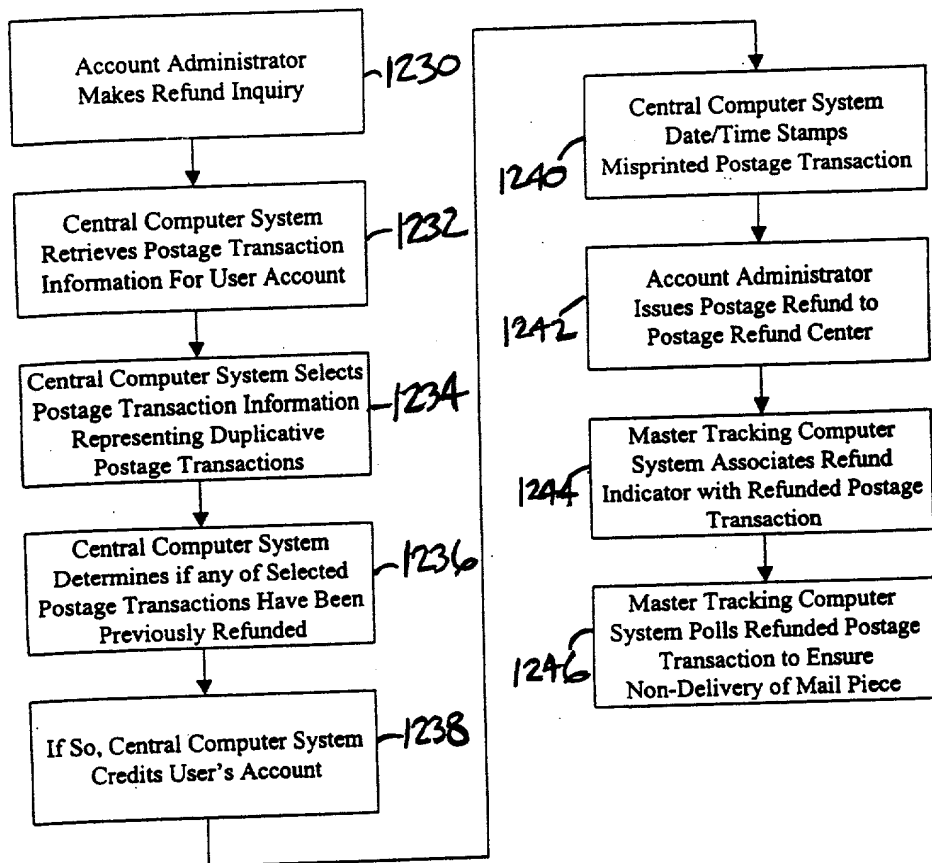 Account Administrator
Makes Refund Inquiry
1230
Central Computer System
Retrieves Postage Transaction
Information For User Account
1232
Central Computer System Selects
Postage Transaction Information
Representing Duplicative
Postage Transactions
1234
Central Computer System
Determines if any of Selected
Postage Transactions Have Been
Previously Refunded
1236
If So, Central Computer System
Credits User's Account
1238
Central Computer System
Date/Time Stamps
Misprinted Postage Transaction
1240
Account Administrator
Issues Postage Refund to
Postage Refund Center
1242
Master Tracking Computer
System Associates Refund
Indicator with Refunded Postage
Transaction
1244
Master Tracking Computer
System Polls Refunded Postage
Transaction to Ensure
Non-Delivery of Mail Piece
1246